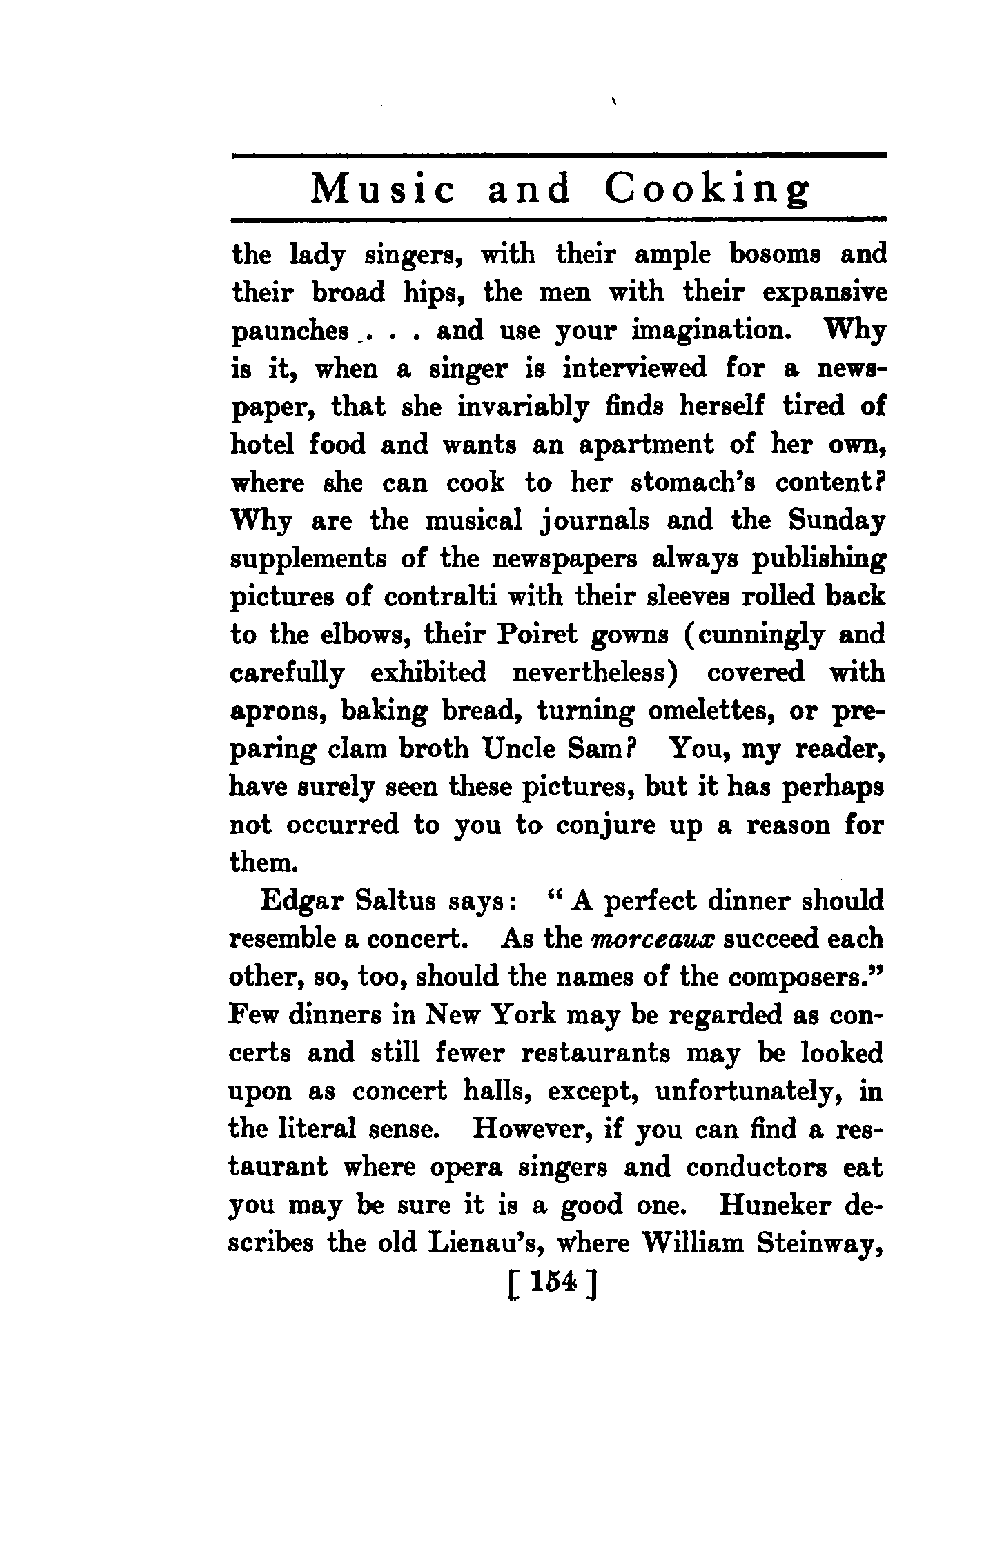 Music and Cooking
the lady singers, with their ample bosoms and
their broad hips, the men with their expansive
paunches . . . and use your imagination. Why
is it, when a singer is interviewed for a news-
paper, that she invariably finds herself tired of
hotel food and wants an apartment of her own,
where she can cook to her stomach's content?
Why are the musical journals and the Sunday
supplements of the newspapers always publishing
pictures of contralti with their sleeves rolled back
to the elbows, their Poiret gowns (cunningly and
carefully exhibited nevertheless) covered with
aprons, baking bread, turning omelettes, or pre-
paring clam broth Uncle Sam? You, my reader,
have surely seen these pictures, but it has perhaps
not occurred to you to conjure up a reason for
them.
Edgar Saltus says: "A perfect dinner should
resemble a concert. As the morceaux succeed each
other, so, too, should the names of the composers."
Few dinners in New York may be regarded as con-
certs and still fewer restaurants may be looked
upon as concert halls, except, unfortunately, in
the literal sense. However, if you can find a res-
taurant where opera singers and conductors eat
you may be sure it is a good one. Huneker de-
scribes the old Lienau's, where William Steinway,
[154]